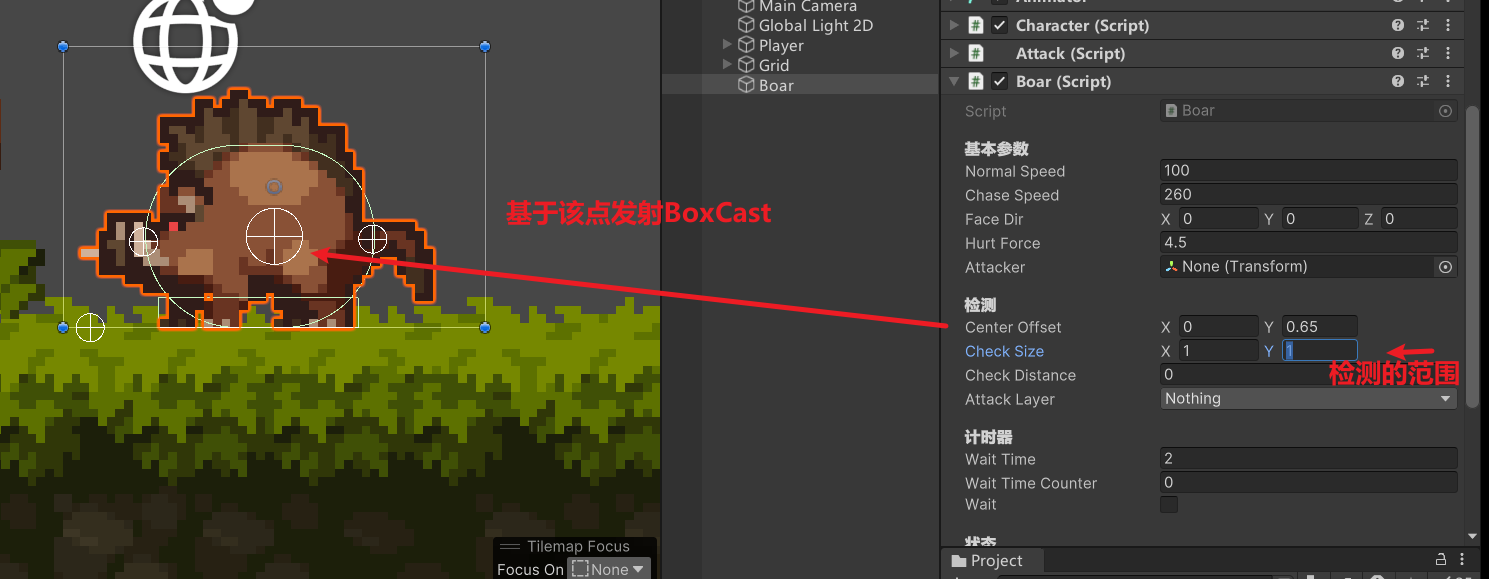 Main Camera
Global Light 2D
Player
Grid
Boar
Character (Script)
Attack (Script)
Boar (Script)
Script Boar
基本参数
Normal Speed 100
Chase Speed 260
Face Dir X 0 Y 0 Z 0
Hurt Force 4.5
Attacker None (Transform)
检测
Center Offset X 0 Y 0.65
Check Size X 1 Y 1
Check Distance 0
Attack Layer Nothing
计时器
Wait Time 2
Wait Time Counter 0
Wait
状态
基于该点发射BoxCast
检测的范围
Tilemap Focus
Focus On None
Project